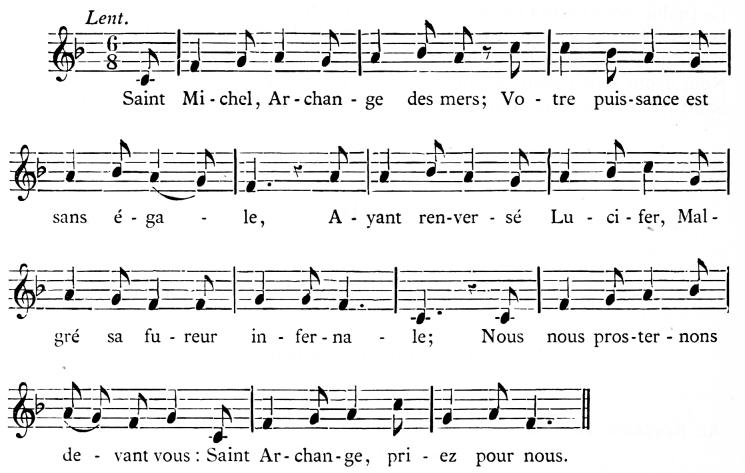 Lent.
6
8
Saint Mi - chel, Ar - chan - ge des mers; Vo - tre puis - sance est
sans é - ga - le, A - yant ren - ver - sé Lu - ci - fer, Mal -
gré sa fu - reur in - fer - na - le; Nous nous pros - ter - nons
de - vant vous : Saint Ar - chan - ge, pri - ez pour nous.